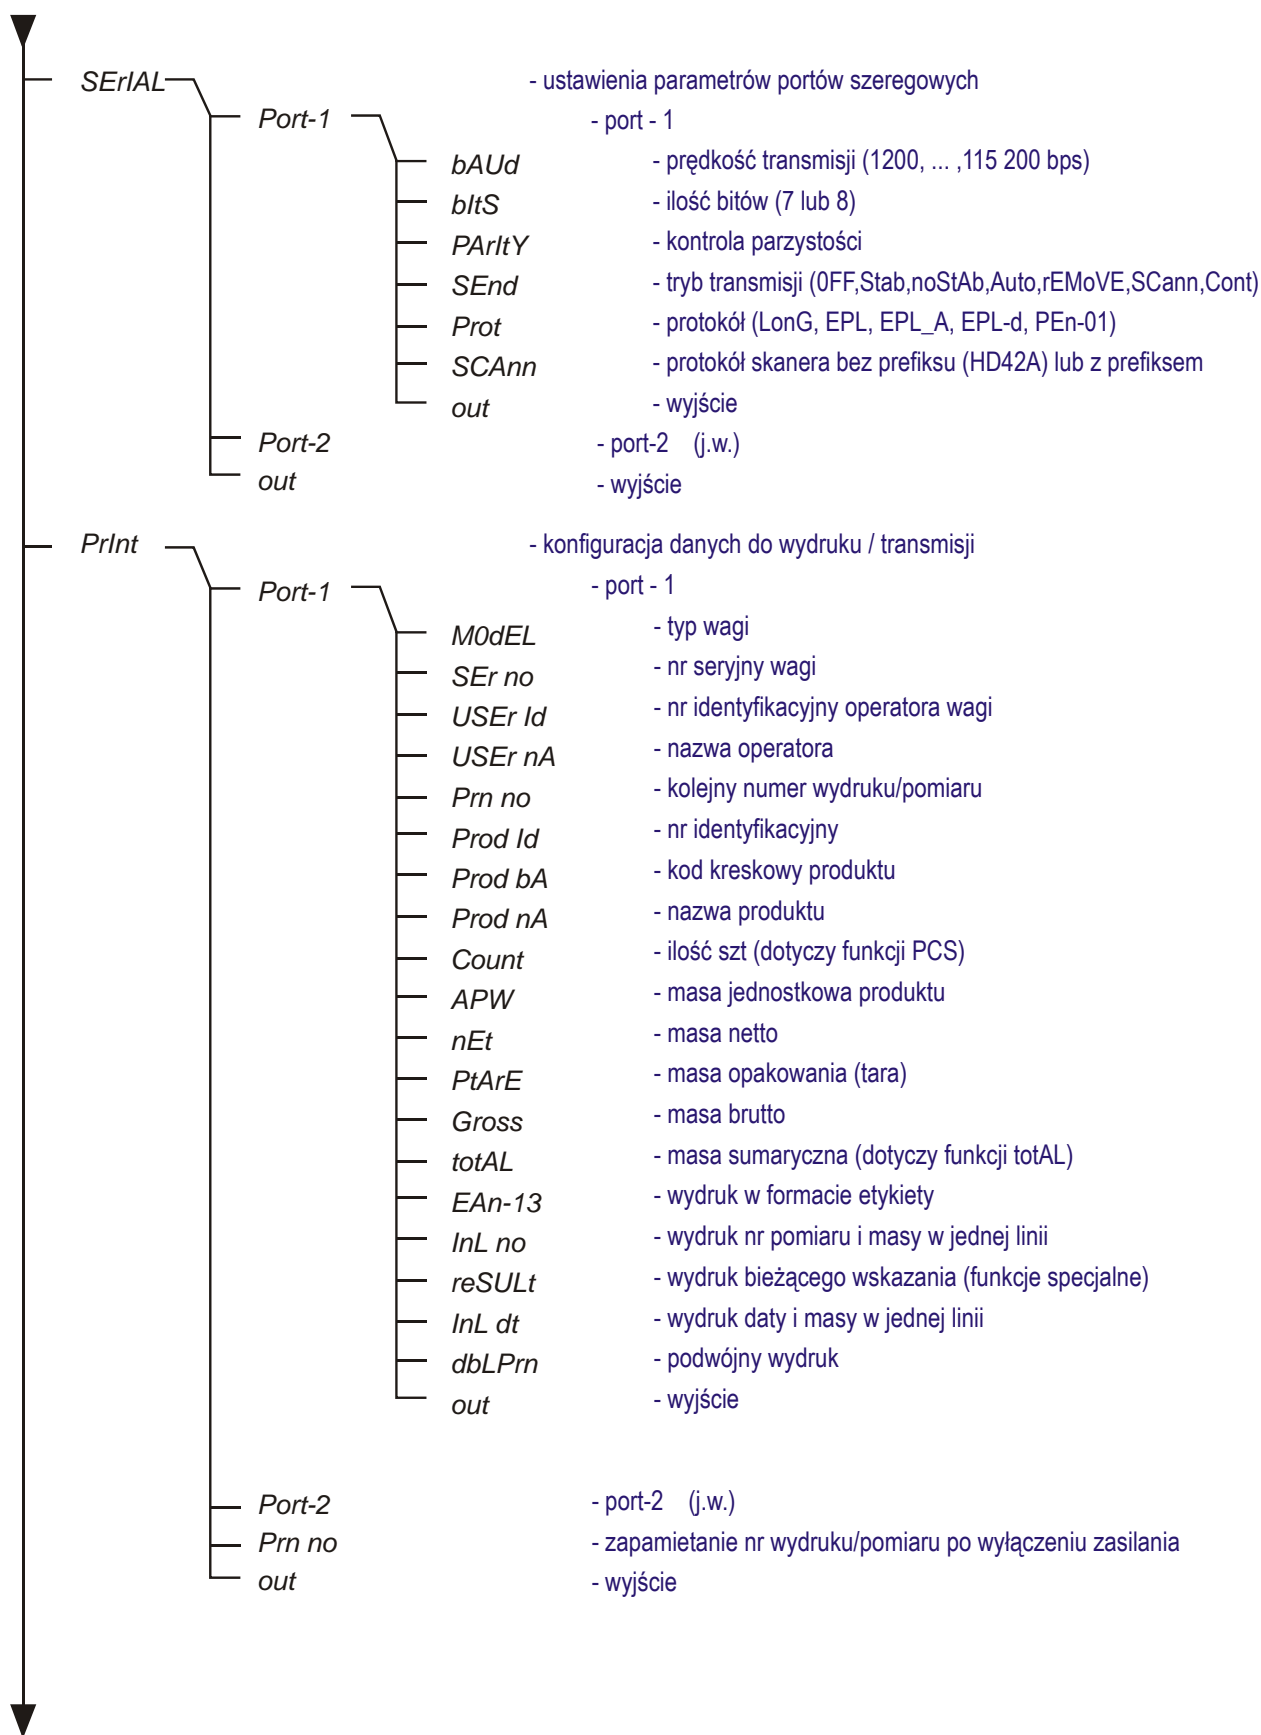 SErIAL - ustawienia parametrów portów szeregowych
Port-1 - port - 1
bAUd - prędkość transmisji (1200, ... ,115 200 bps)
bItS - ilość bitów (7 lub 8)
PArItY - kontrola parzystości
SEnd - tryb transmisji (0FF,Stab,noStAb,Auto,rEMoVE,SCann,Cont)
Prot - protokół (LonG, EPL, EPL_A, EPL-d, PEn-01)
SCAnn - protokół skanera bez prefiksu (HD42A) lub z prefiksem
out - wyjście
Port-2 - port-2 (j.w.)
out - wyjście
PrInt - konfiguracja danych do wydruku / transmisji
Port-1 - port - 1
M0dEL - typ wagi
SEr no - nr seryjny wagi
USEr Id - nr identyfikacyjny operatora wagi
USEr nA - nazwa operatora
Prn no - kolejny numer wydruku/pomiaru
Prod Id - nr identyfikacyjny
Prod bA - kod kreskowy produktu
Prod nA - nazwa produktu
Count - ilość szt (dotyczy funkcji PCS)
APW - masa jednostkowa produktu
nEt - masa netto
PtArE - masa opakowania (tara)
Gross - masa brutto
totAL - masa sumaryczna (dotyczy funkcji totAL)
EAn-13 - wydruk w formacie etykiety
InL no - wydruk nr pomiaru i masy w jednej linii
reSULt - wydruk bieżącego wskazania (funkcje specjalne)
InL dt - wydruk daty i masy w jednej linii
dbLPrn - podwójny wydruk
out - wyjście
Port-2 - port-2 (j.w.)
Prn no - zapamietanie nr wydruku/pomiaru po wyłączeniu zasilania
out - wyjście